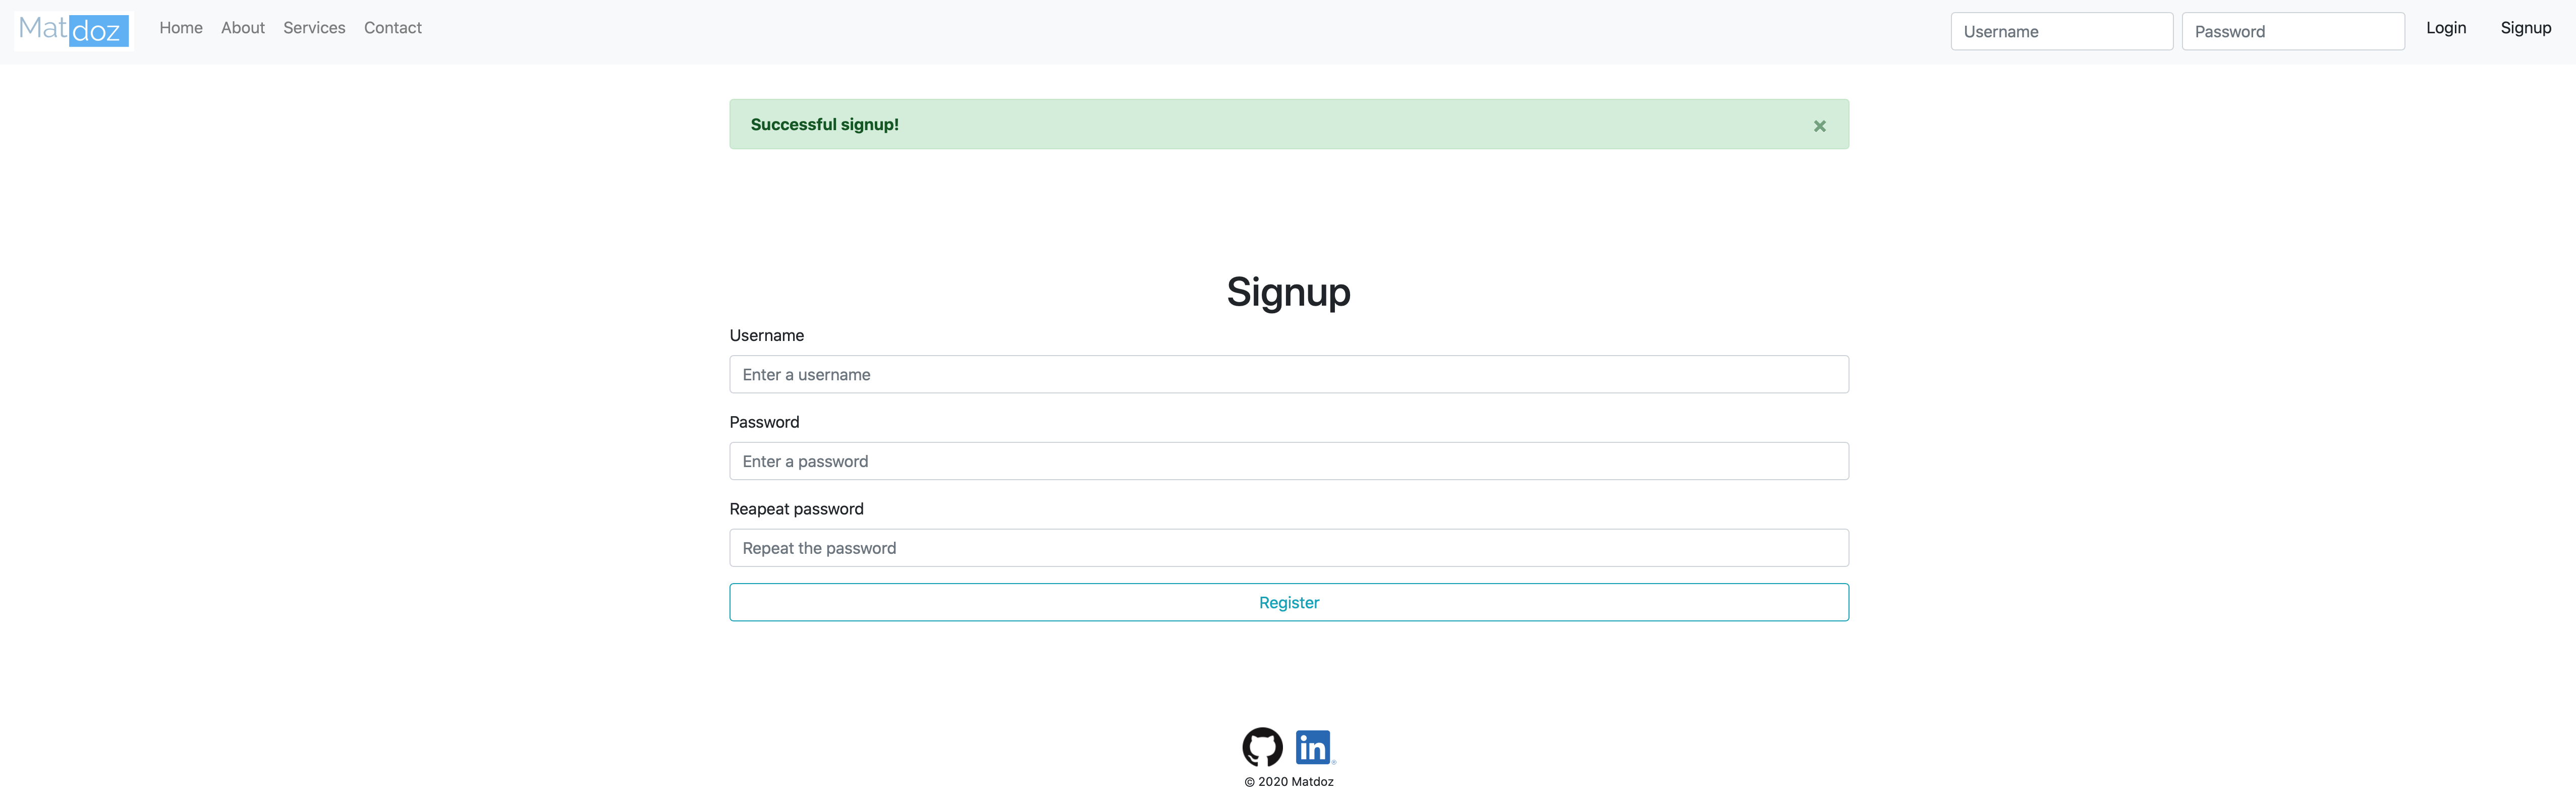 Matdoz Home About Services Contact Username Password Login Signup
Successful signup! ×
Signup
Username
Enter a username
Password
Enter a password
Reapeat password
Repeat the password
Register
in ®
© 2020 Matdoz